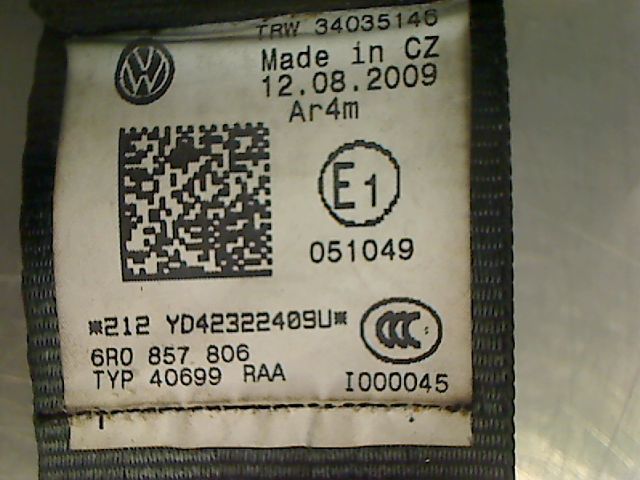 TRW 34035146
Made in CZ
12.08.2009
Ar4m
E1
051049
*212 YD42322409U*
6R0 857 806
TYP 40699 RAA
CCC
I000045